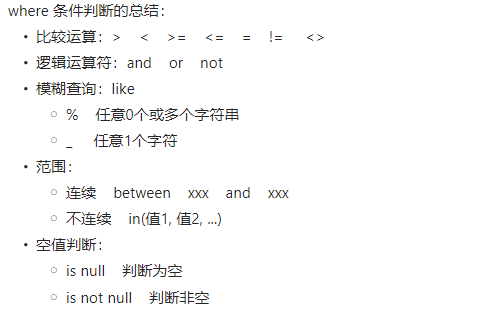 where 条件判断的总结：
• 比较运算：> < >= <= = != <>
• 逻辑运算符：and or not
• 模糊查询：like
◦ % 任意0个或多个字符串
◦ _ 任意1个字符
• 范围：
◦ 连续 between xxx and xxx
◦ 不连续 in(值1, 值2, ...)
• 空值判断：
◦ is null 判断为空
◦ is not null 判断非空